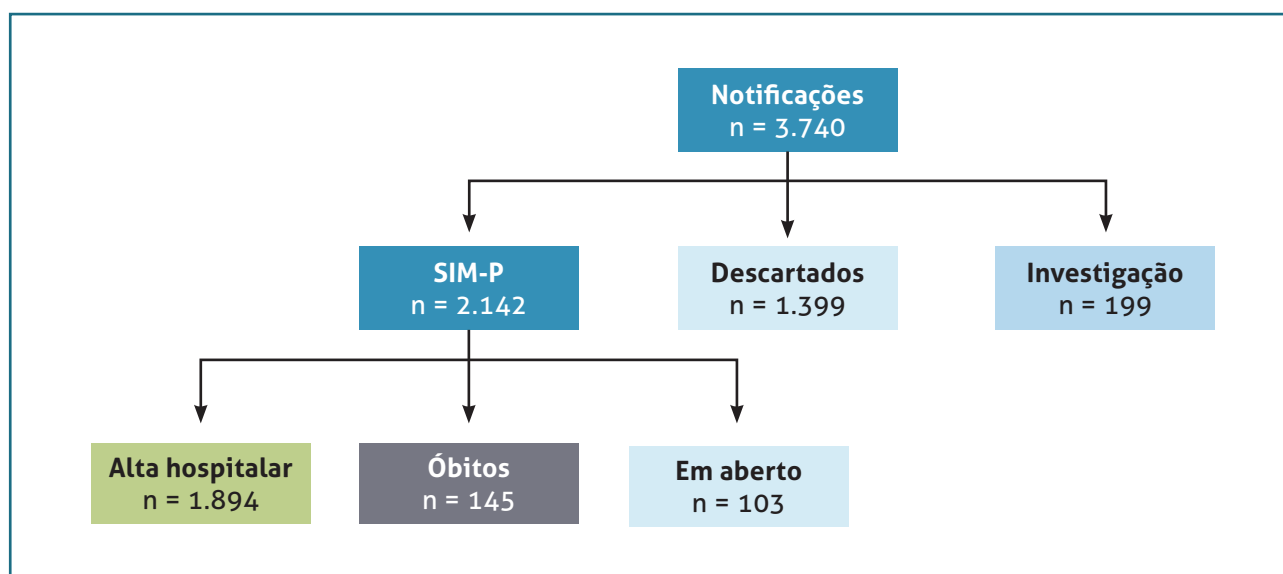 Notificações
n = 3.740
SIM-P
n = 2.142
Descartados
n = 1.399
Investigação
n = 199
Alta hospitalar
n = 1.894
Óbitos
n = 145
Em aberto
n = 103